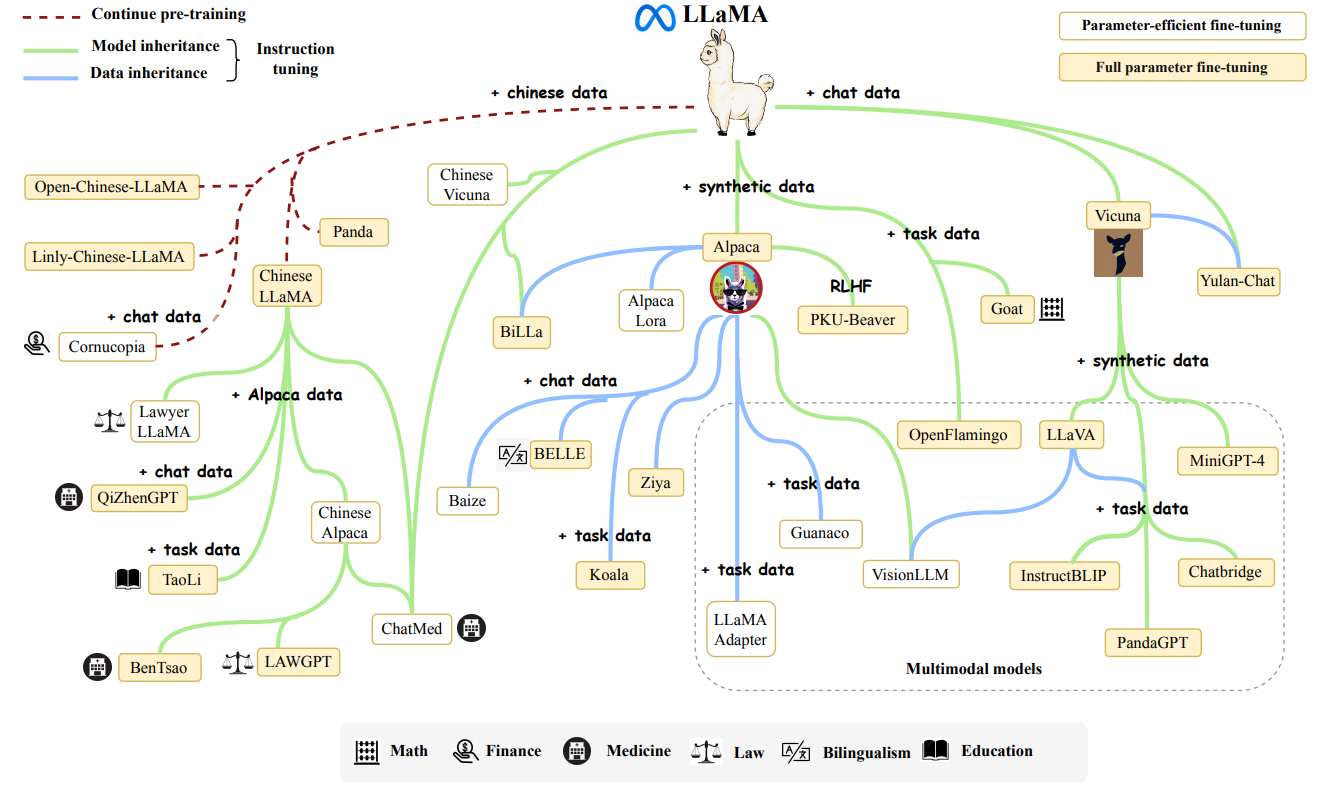 Continue pre-training
Model inheritance
Data inheritance
Instruction
tuning
LLaMA
Parameter-efficient fine-tuning
Full parameter fine-tuning
+ chinese data
+ chat data
+ synthetic data
+ task data
Open-Chinese-LLaMA
Linly-Chinese-LLaMA
Panda
Chinese
LLaMA
+ chat data
Cornucopia
Chinese
Vicuna
Alpaca
BiLLa
Alpaca
Lora
RLHF
PKU-Beaver
Goat
Vicuna
Yulan-Chat
+ Alpaca data
Lawyer
LLaMA
+ chat data
QiZhenGPT
+ task data
TaoLi
Chinese
Alpaca
BenTsao
LAWGPT
ChatMed
+ chat data
BELLE
Baize
Ziya
+ task data
Koala
+ synthetic data
OpenFlamingo
LLaVA
MiniGPT-4
+ task data
Guanaco
+ task data
LLaMA
Adapter
VisionLLM
+ task data
InstructBLIP
Chatbridge
PandaGPT
Multimodal models
Math
Finance
Medicine
Law
Bilingualism
Education